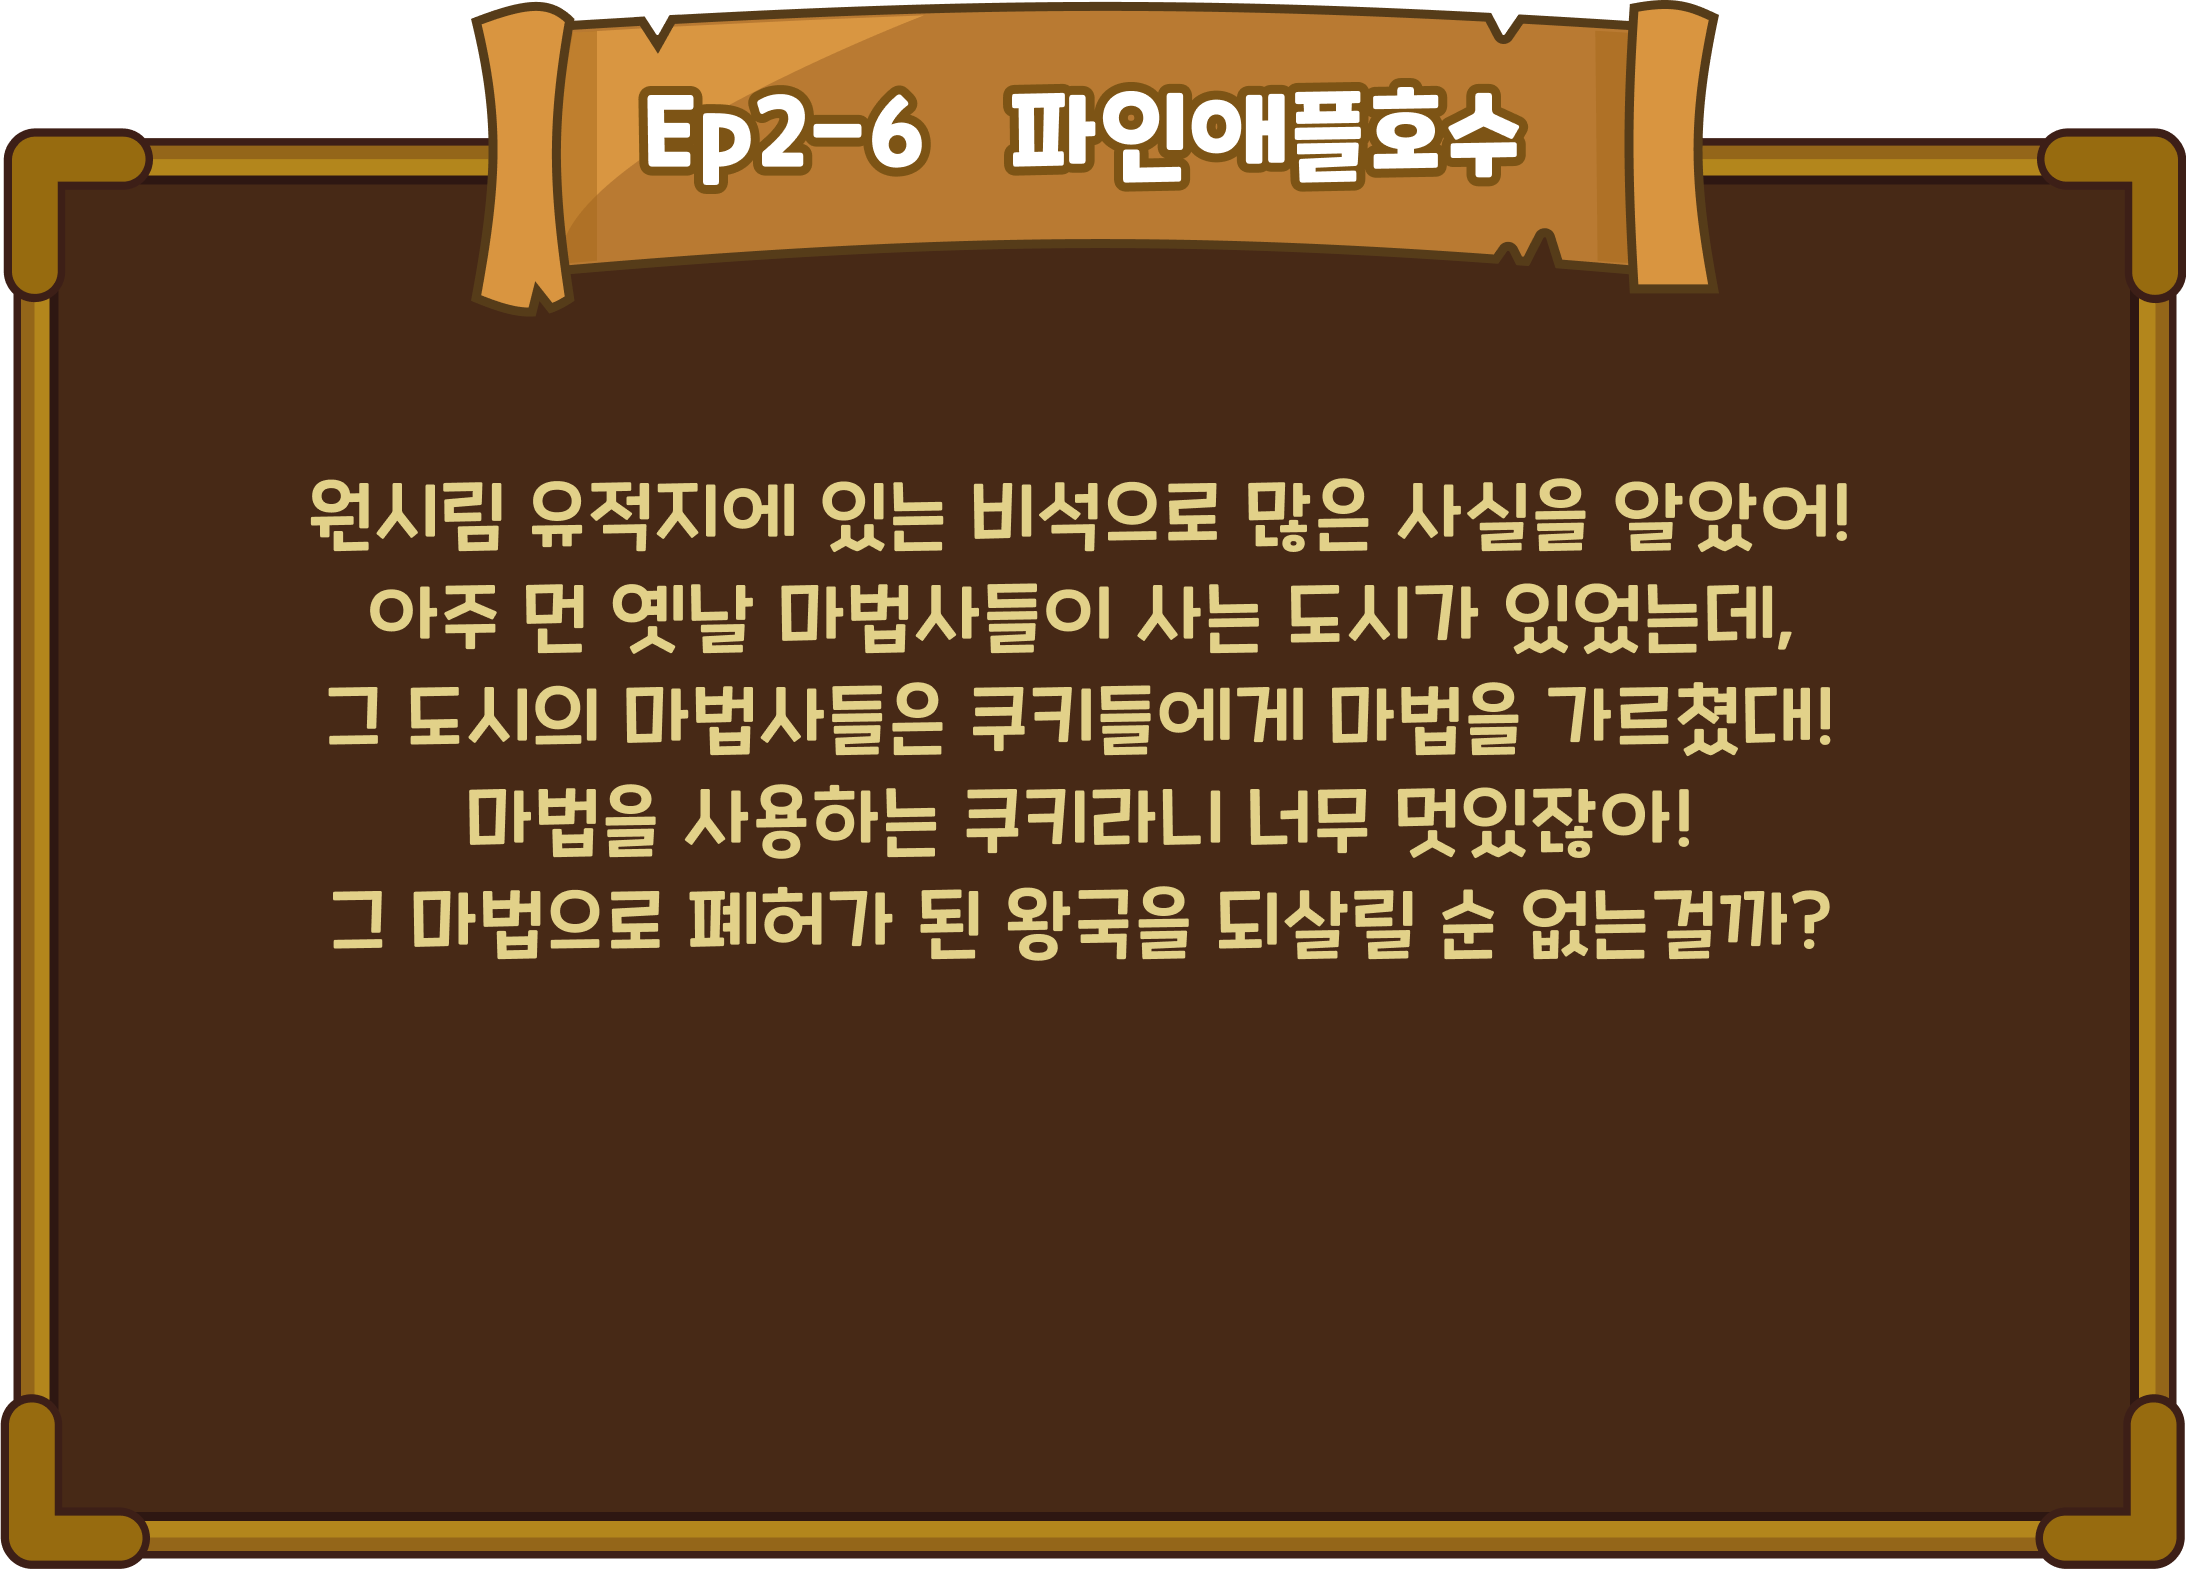 Ep2-6 파인애플호수
원시림 유적지에 있는 비석으로 많은 사실을 알았어!
아주 먼 옛날 마법사들이 사는 도시가 있었는데,
그 도시의 마법사들은 쿠키들에게 마법을 가르쳤대!
마법을 사용하는 쿠키라니 너무 멋있잖아!
그 마법으로 폐허가 된 왕국을 되살릴 순 없는걸까?